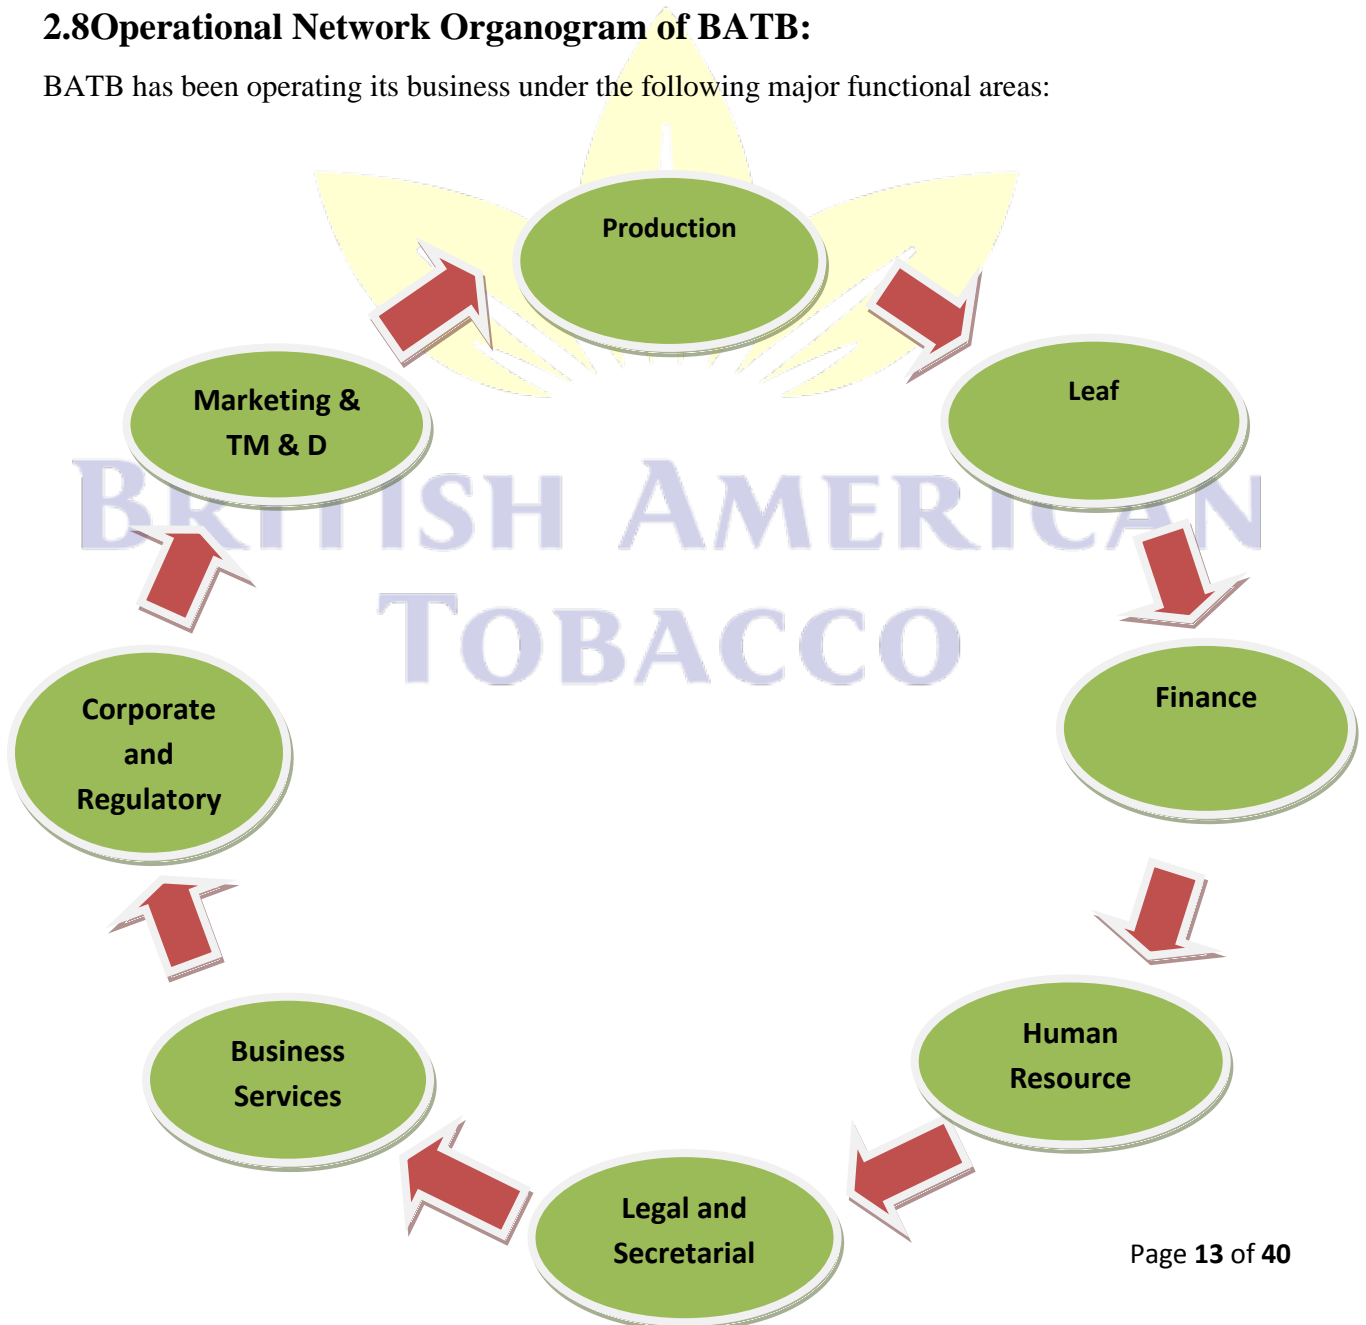 2.8Operational Network Organogram of BATB:
BATB has been operating its business under the following major functional areas:
Production
Leaf
Marketing &
TM & D
BRITISH AMERICAN
TOBACCO
Finance
Corporate
and
Regulatory
Human
Resource
Business
Services
Legal and
Secretarial
Page 13 of 40